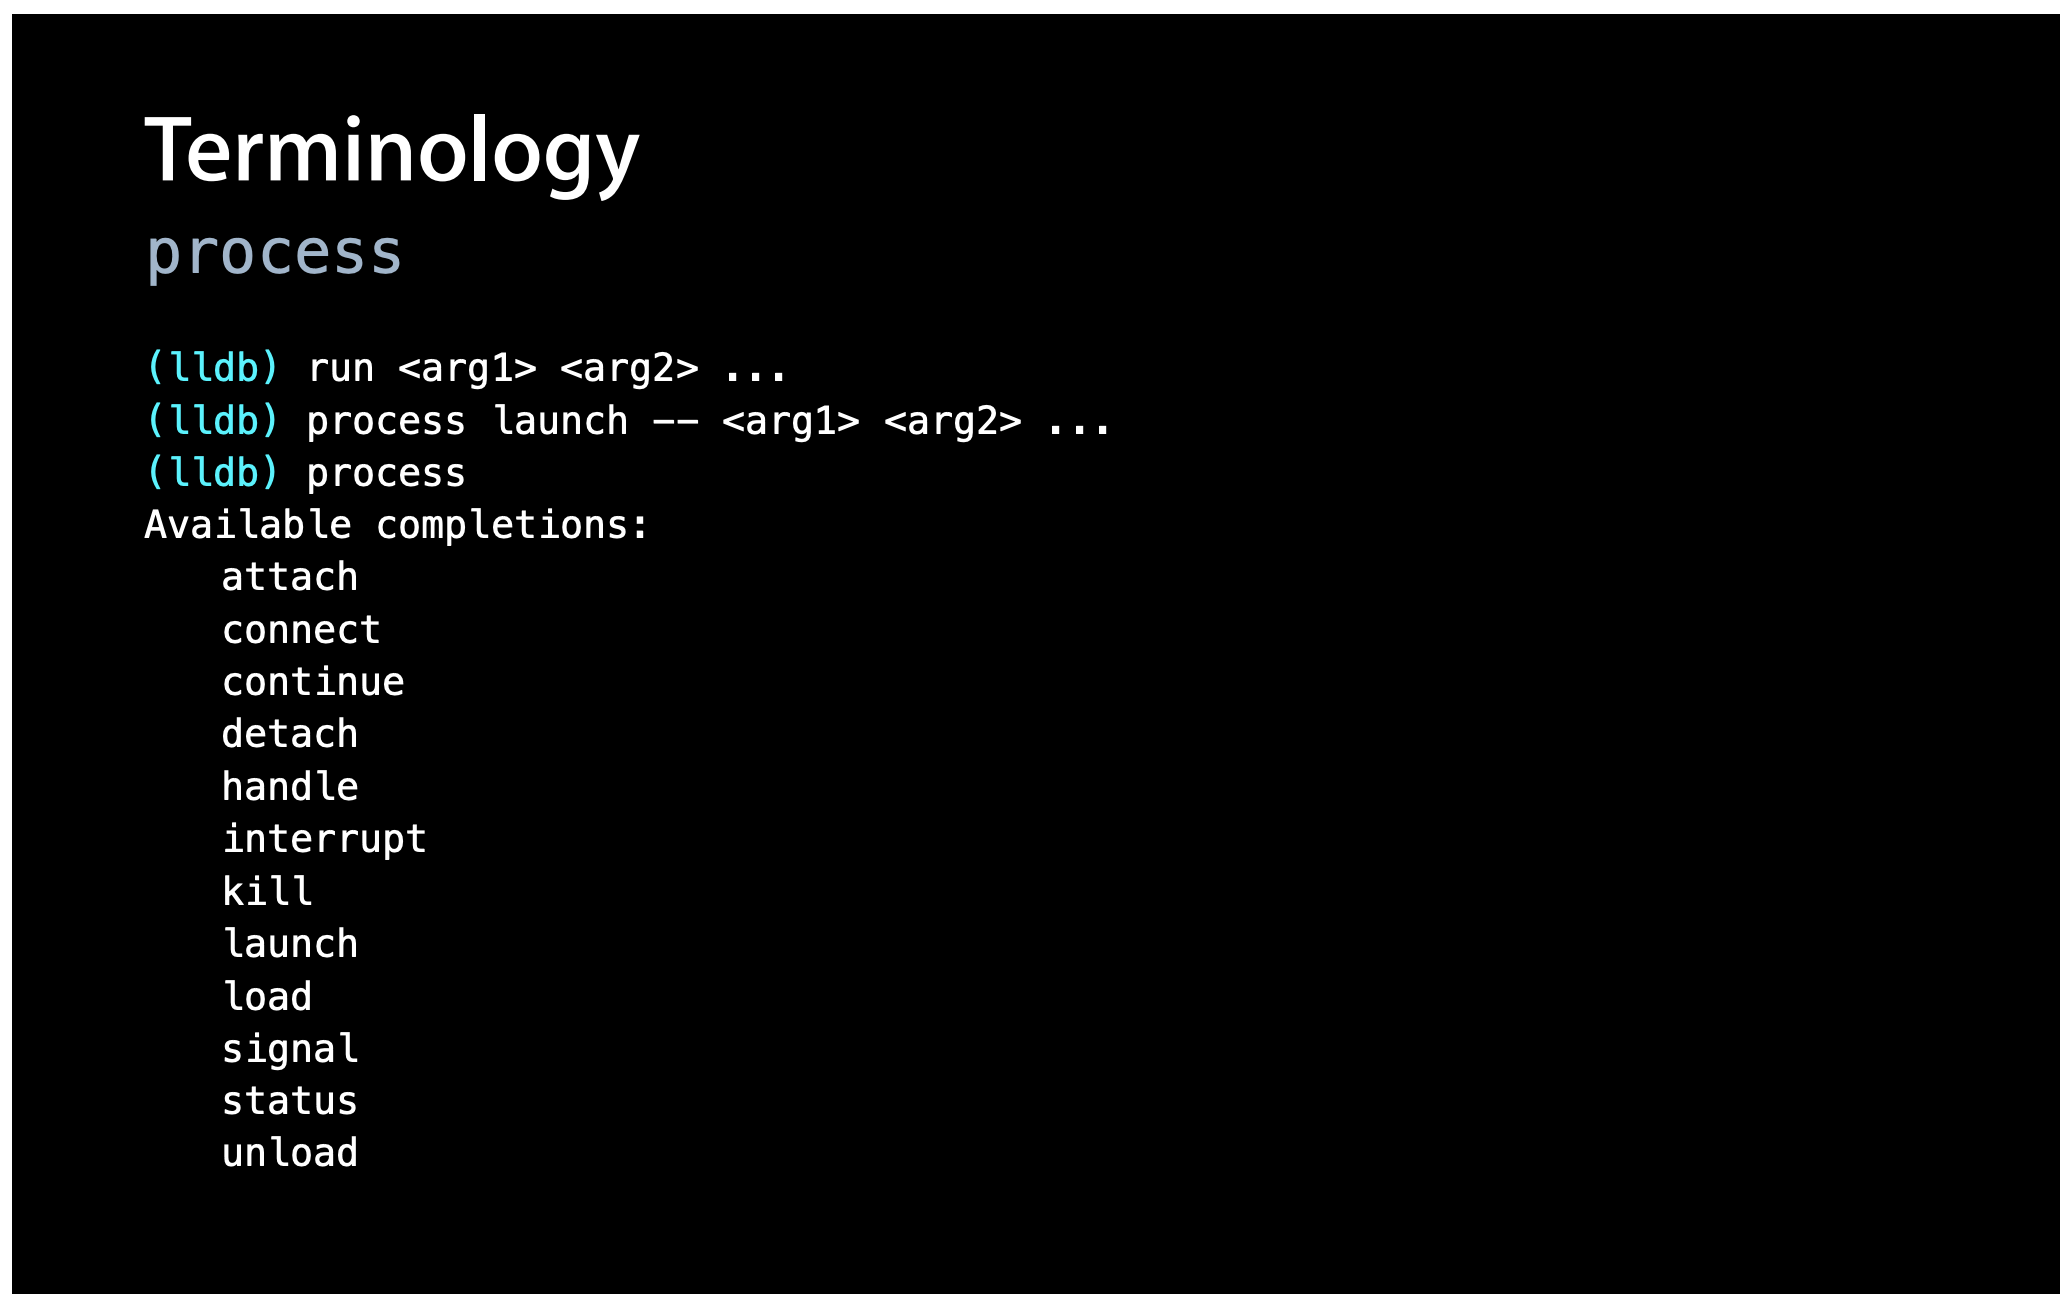 Terminology
process
(lldb) run <arg1> <arg2> ...
(lldb) process launch -- <arg1> <arg2> ...
(lldb) process
Available completions:
attach
connect
continue
detach
handle
interrupt
kill
launch
load
signal
status
unload